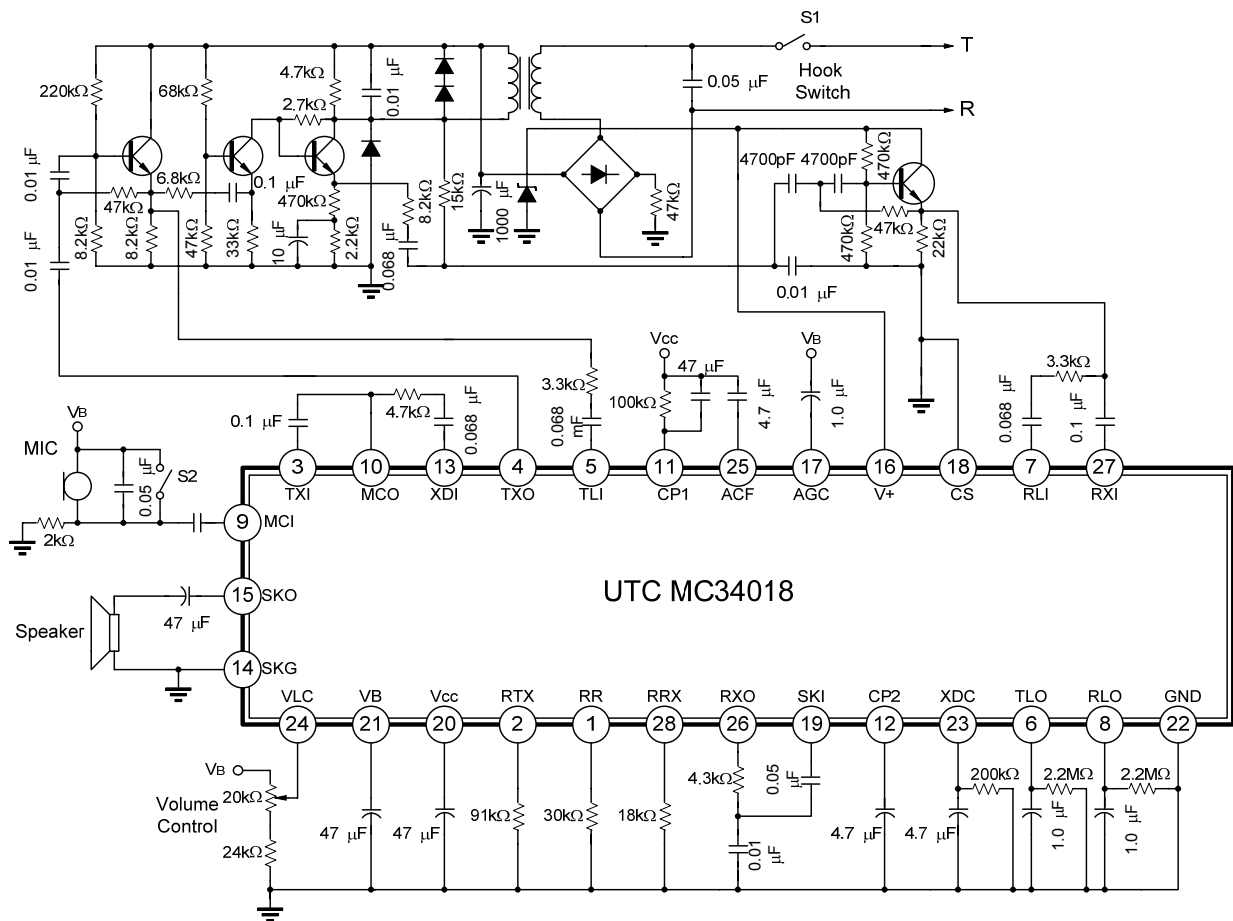 S1
T
Hook
Switch
R
0.05 μF
220kΩ
68kΩ
4.7kΩ
2.7kΩ
0.01 μF
0.01 μF
6.8kΩ
0.1 μF
47kΩ
470kΩ
8.2kΩ
15kΩ
1000 μF
47kΩ
4700pF
4700pF
470kΩ
47kΩ
470kΩ
22kΩ
0.01 μF
8.2kΩ
8.2kΩ
47kΩ
33kΩ
10 μF
2.2kΩ
0.068 μF
0.01 μF
VB
MIC
0.05 μF
S2
2kΩ
0.1 μF
4.7kΩ
0.068 μF
3.3kΩ
0.068 mF
Vcc
100kΩ
47 μF
4.7 μF
VB
1.0 μF
3.3kΩ
0.068 μF
0.1 μF
3
10
13
4
5
11
25
17
16
18
7
27
TXI
MCO
XDI
TXO
TLI
CP1
ACF
AGC
V+
CS
RLI
RXI
9 MCI
15 SKO
47 μF
Speaker
14 SKG
UTC MC34018
VLC
VB
Vcc
RTX
RR
RRX
RXO
SKI
CP2
XDC
TLO
RLO
GND
24
21
20
2
1
28
26
19
12
23
6
8
22
VB
20kΩ
Volume
Control
24kΩ
47 μF
47 μF
91kΩ
30kΩ
18kΩ
4.3kΩ
0.05 μF
0.01 μF
4.7 μF
4.7 μF
200kΩ
2.2MΩ
1.0 μF
2.2MΩ
1.0 μF